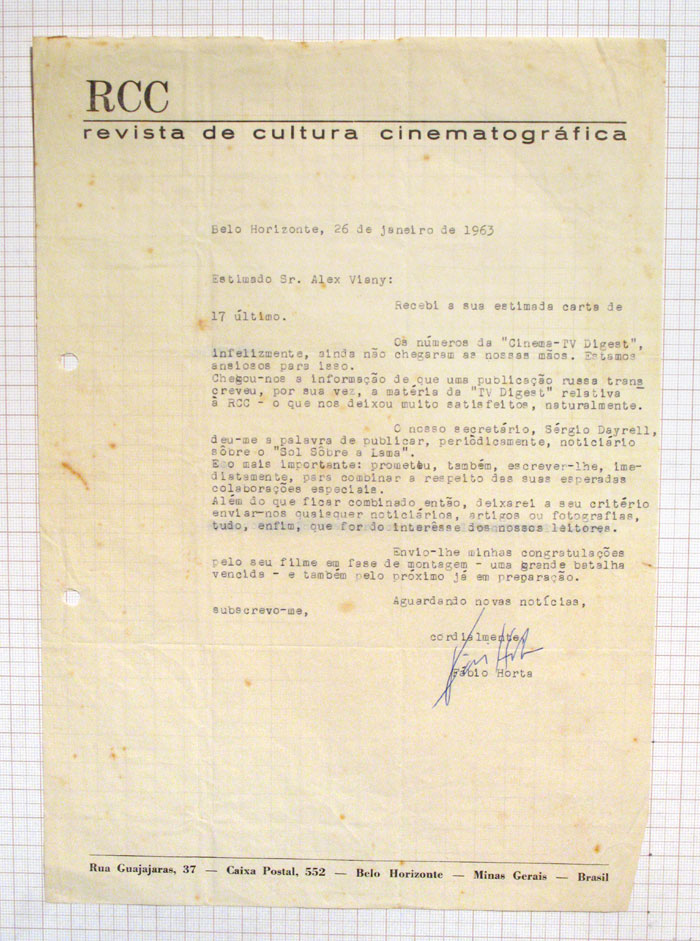 RCC
revista de cultura cinematográfica
Belo Horizonte, 26 de janeiro de 1963
Estimado Sr. Alex Viany:
Recebi a sua estimada carta de
17 último.
Os números da "Cinema-TV Digest",
infelizmente, ainda não chegaram as nossas mãos. Estamos
ansiosos para isso.
Chegou-nos a informação de que uma publicação russa trans
creveu, por sua vez, a matéria da "TV Digest" relativa
à RCC - o que nos deixou muito satisfeitos, naturalmente.
O nosso secretário, Sérgio Dayrell,
deu-me a palavra de publicar, periòdicamente, noticiário
sôbre o "Sol Sôbre a Lama".
E o mais importante: prometeu, também, escrever-lhe, ime-
diatamente, para combinar a respeito das suas esperadas
colaborações especiais.
Além do que ficar combinado então, deixarei a seu critério
enviar-nos quaisquer noticiários, artigos ou fotografias,
tudo, enfim, que for do interêsse dos nossos leitores.
Envio-lhe minhas congratulações
pelo seu filme em fase de montagem - uma grande batalha
vencida - e também pelo próximo já em preparação.
Aguardando novas notícias,
subscrevo-me,
cordialmente
Fábio Horta
Rua Guajajaras, 37 — Caixa Postal, 552 — Belo Horizonte — Minas Gerais — Brasil